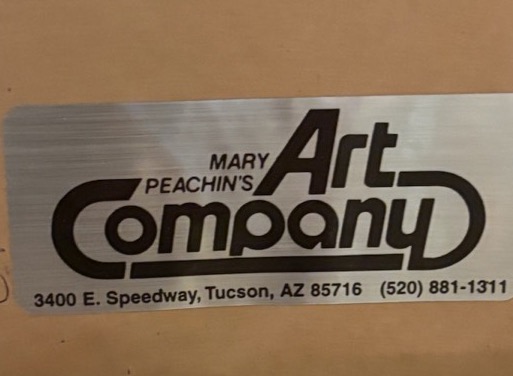 MARY PEACHIN'S Art
Company
3400 E. Speedway, Tucson, AZ 85716 (520) 881-1311